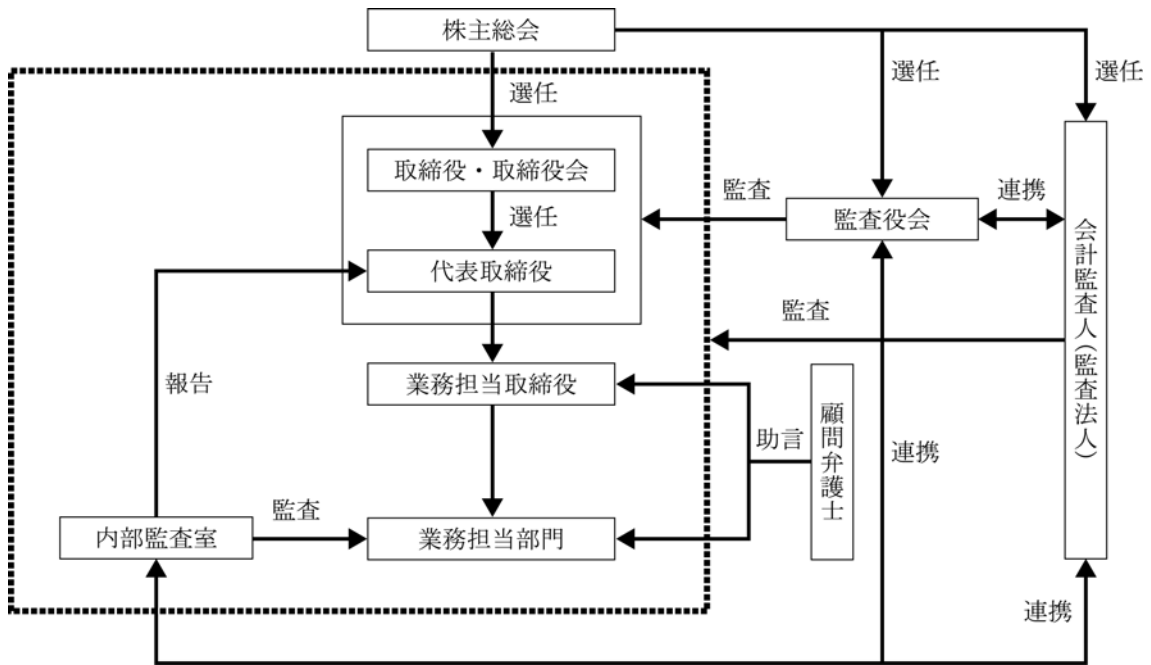 株主総会
選任
選任
選任
取締役・取締役会
選任
監査
監査役会
連携
代表取締役
監査
会計監査人(監査法人)
業務担当取締役
報告
助言
顧問弁護士
連携
監査
内部監査室
業務担当部門
連携